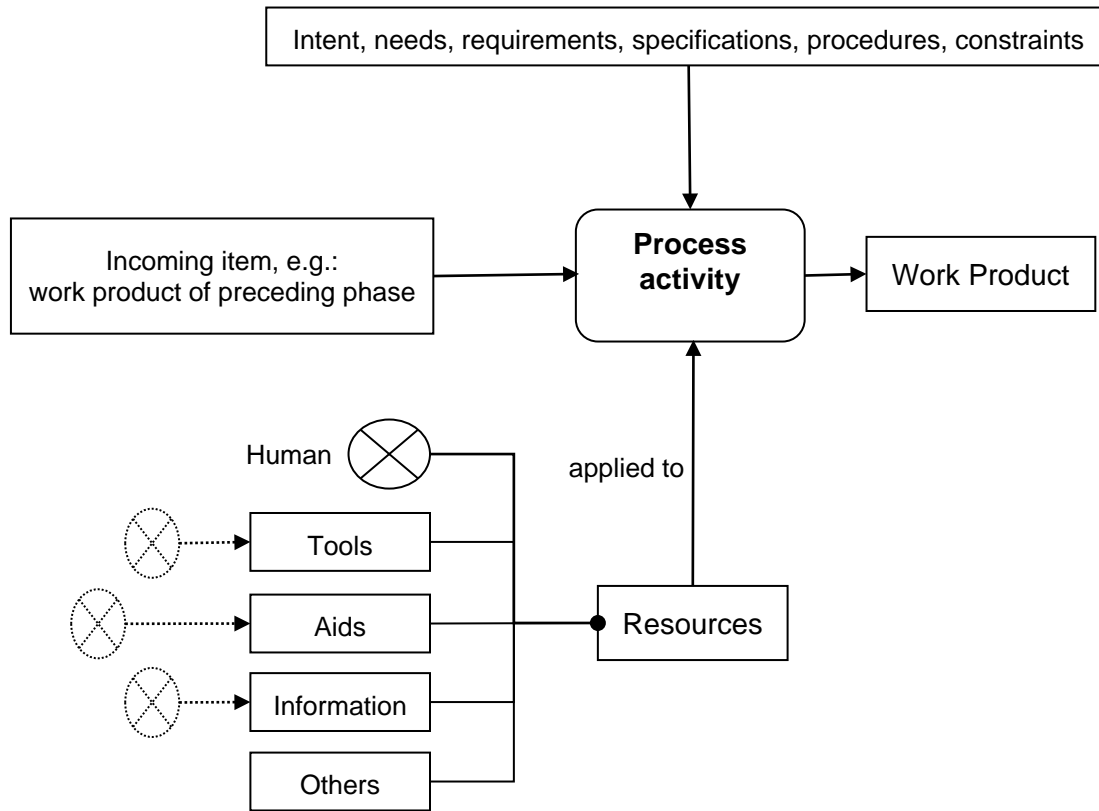 Intent, needs, requirements, specifications, procedures, constraints
Process
activity
Incoming item, e.g.:
work product of preceding phase
Work Product
Human
applied to
Tools
Aids
Resources
Information
Others